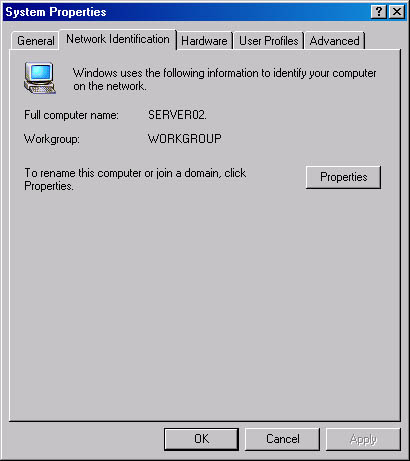 System Properties
General Network Identification Hardware User Profiles Advanced
Windows uses the following information to identify your computer
on the network.
Full computer name: SERVER02.
Workgroup: WORKGROUP
To rename this computer or join a domain, click
Properties.
Properties
OK Cancel Apply